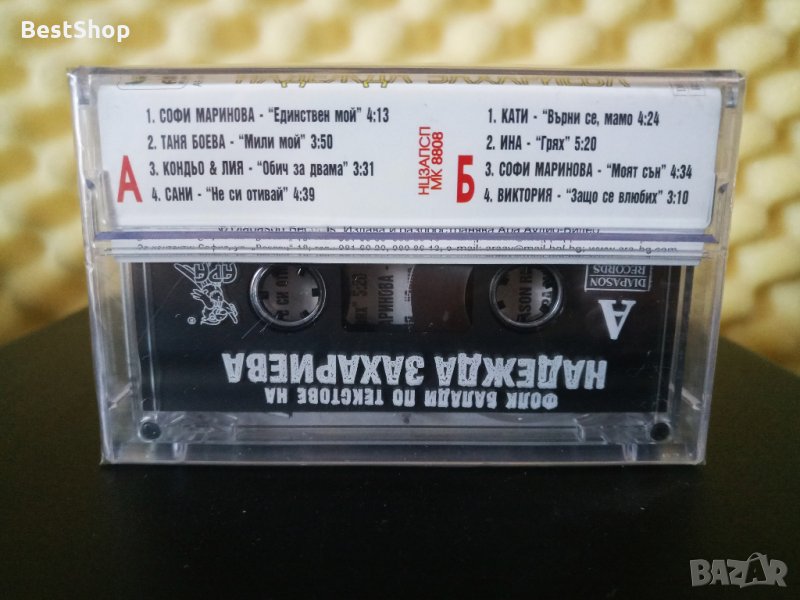 BestShop
НАДЕЖДА ЗАХАРИЕВА
1. СОФИ МАРИНОВА - "Единствен мой" 4:13
2. ТАНЯ БОЕВА - "Мили мой" 3:50
3. КОНДЬО & ЛИЯ - "Обич за двама" 3:31
4. САНИ - "Не си отивай" 4:39
А
НЦЗАПСП
МК 8808
Б
1. КАТИ - "Върни се, мамо" 4:24
2. ИНА - "Грях" 5:20
3. СОФИ МАРИНОВА - "Моят сън" 4:34
4. ВИКТОРИЯ - "Защо се влюбих" 3:10
DIAPASON
RECORDS
А
НАДЕЖДА ЗАХАРИЕВА
ФОЛК БАЛАДИ ПО ТЕКСТОВЕ НА
BAZAR